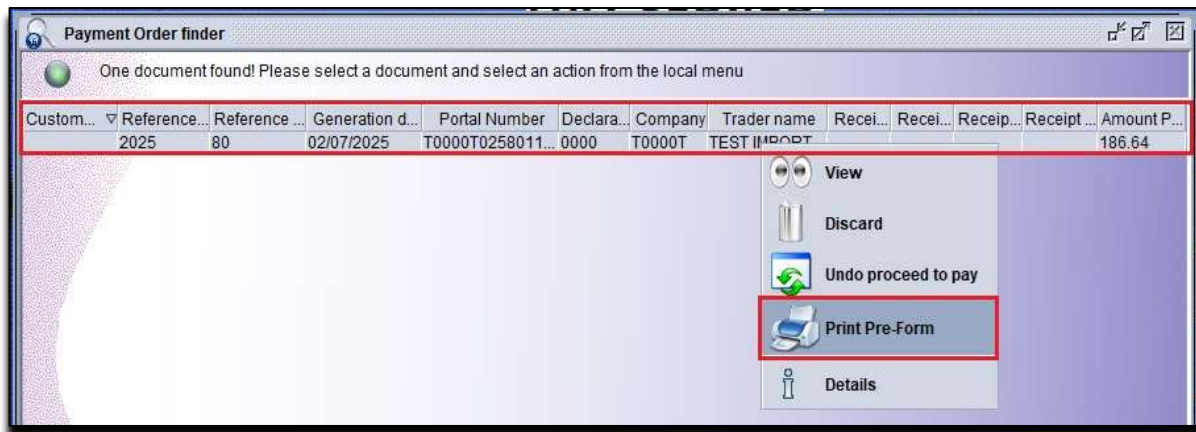 Payment Order finder
One document found! Please select a document and select an action from the local menu
Custom... Reference... Reference ... Generation d... Portal Number Declara... Company Trader name Recei... Recei... Receip... Receipt ... Amount P...
2025 80 02/07/2025 T0000T0258011... 0000 T0000T TEST IMPORT 186.64
View
Discard
Undo proceed to pay
Print Pre-Form
Details